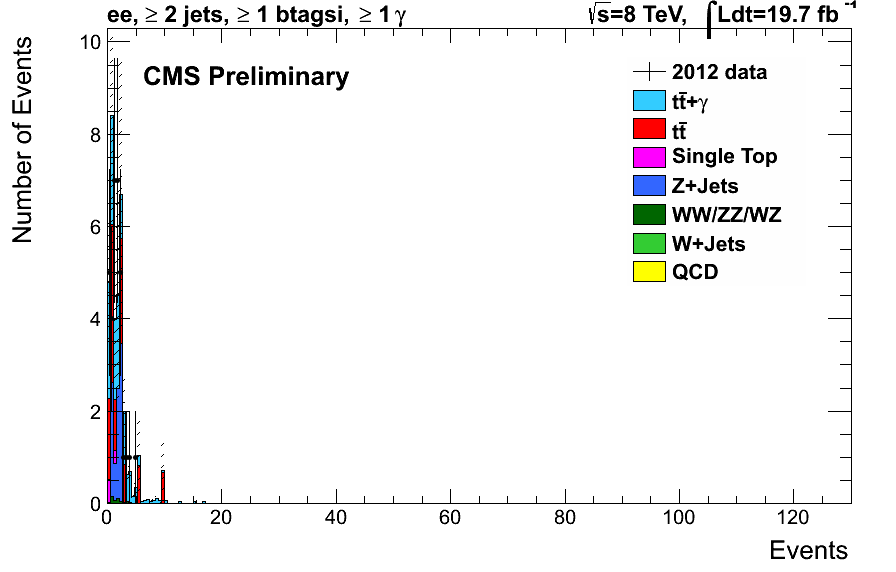 ee, ≥ 2 jets, ≥ 1 btagsi, ≥ 1 γ
√s=8 TeV, ∫Ldt=19.7 fb⁻¹
CMS Preliminary
2012 data
tt̄+γ
tt̄
Single Top
Z+Jets
WW/ZZ/WZ
W+Jets
QCD
Number of Events
10
8
6
4
2
0
0 20 40 60 80 100 120
Events